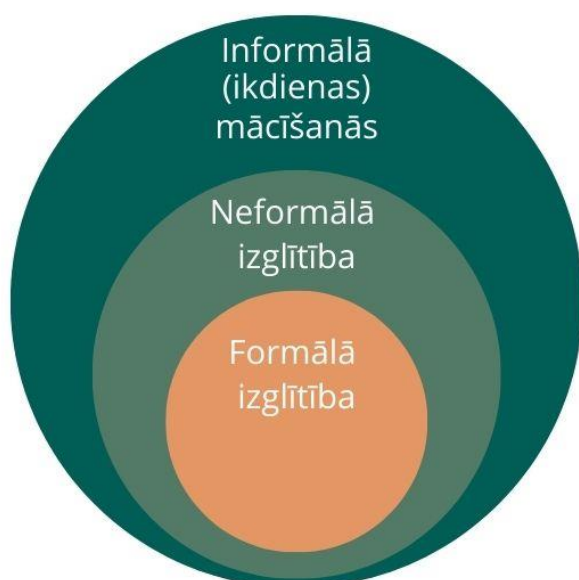 Informālā
(ikdienas)
mācīšanās
Neformālā
izglītība
Formālā
izglītība